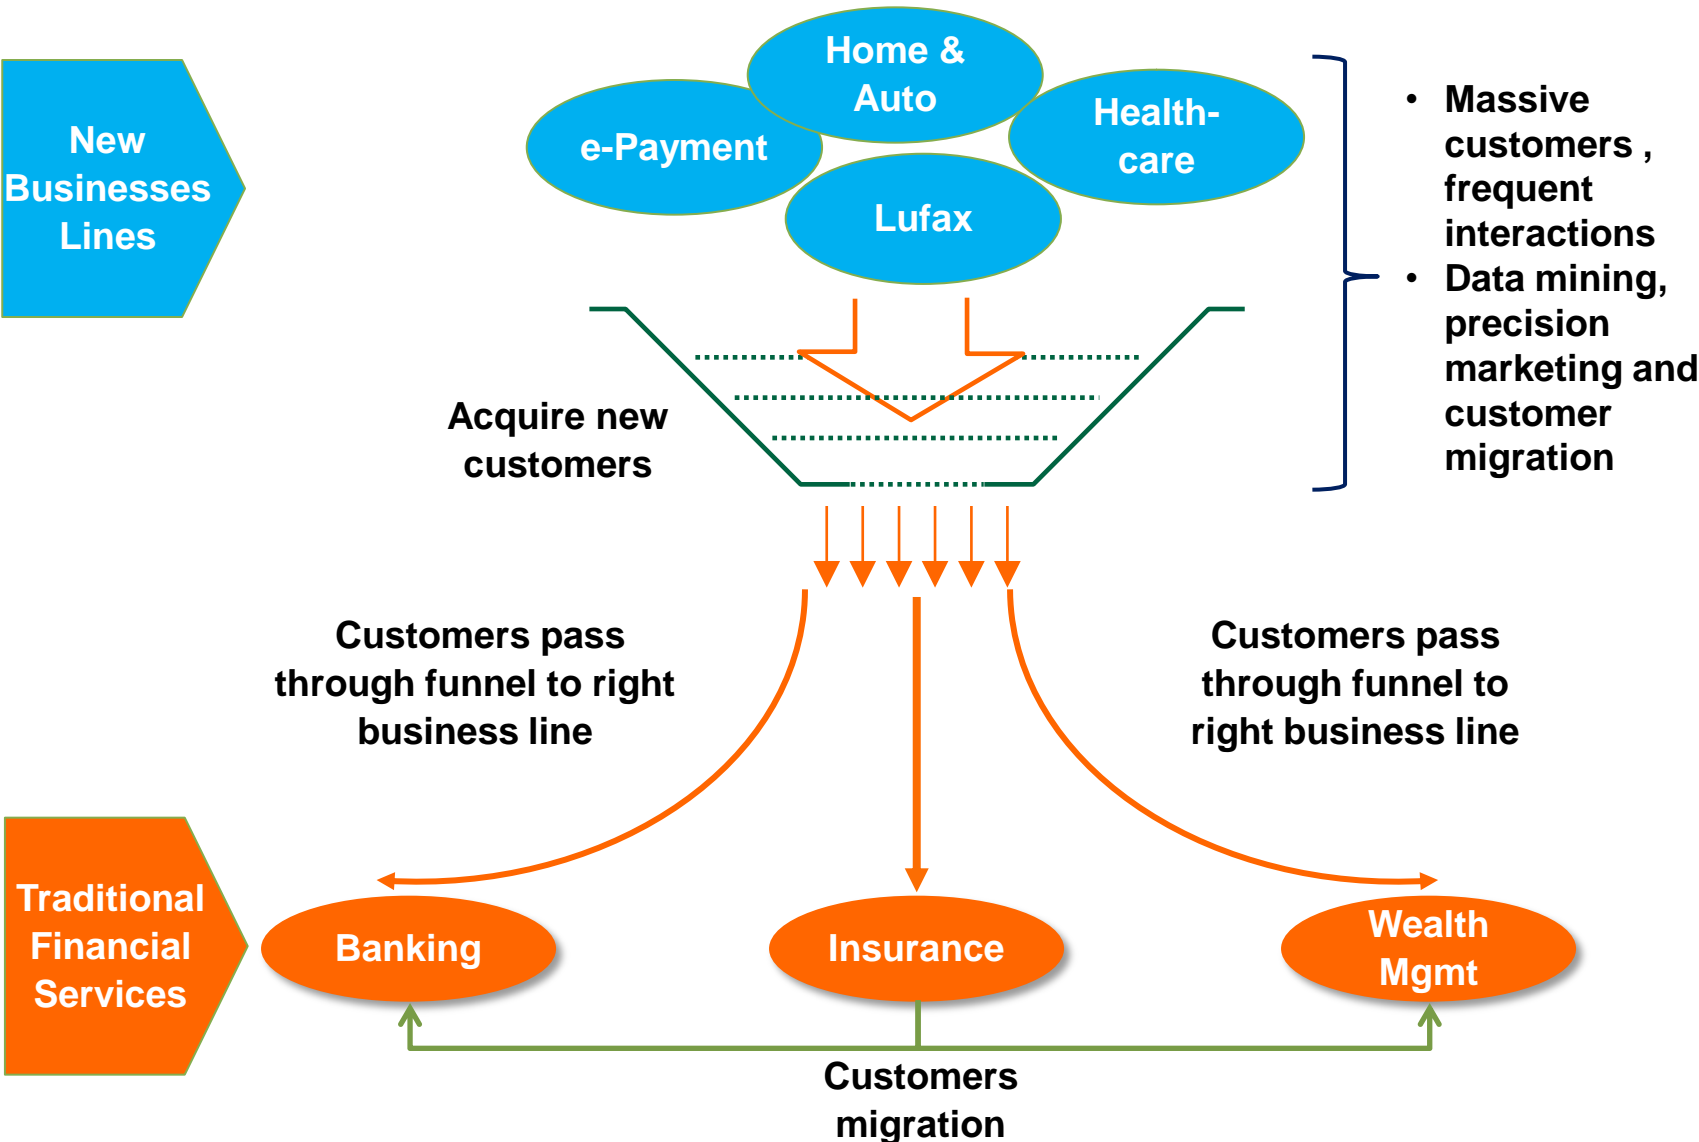 New
Businesses
Lines
Home &
Auto
e-Payment
Health-
care
Lufax
• Massive
customers ,
frequent
interactions
• Data mining,
precision
marketing and
customer
migration
Acquire new
customers
Customers pass
through funnel to right
business line
Customers pass
through funnel to
right business line
Traditional
Financial
Services
Banking
Insurance
Wealth
Mgmt
Customers
migration